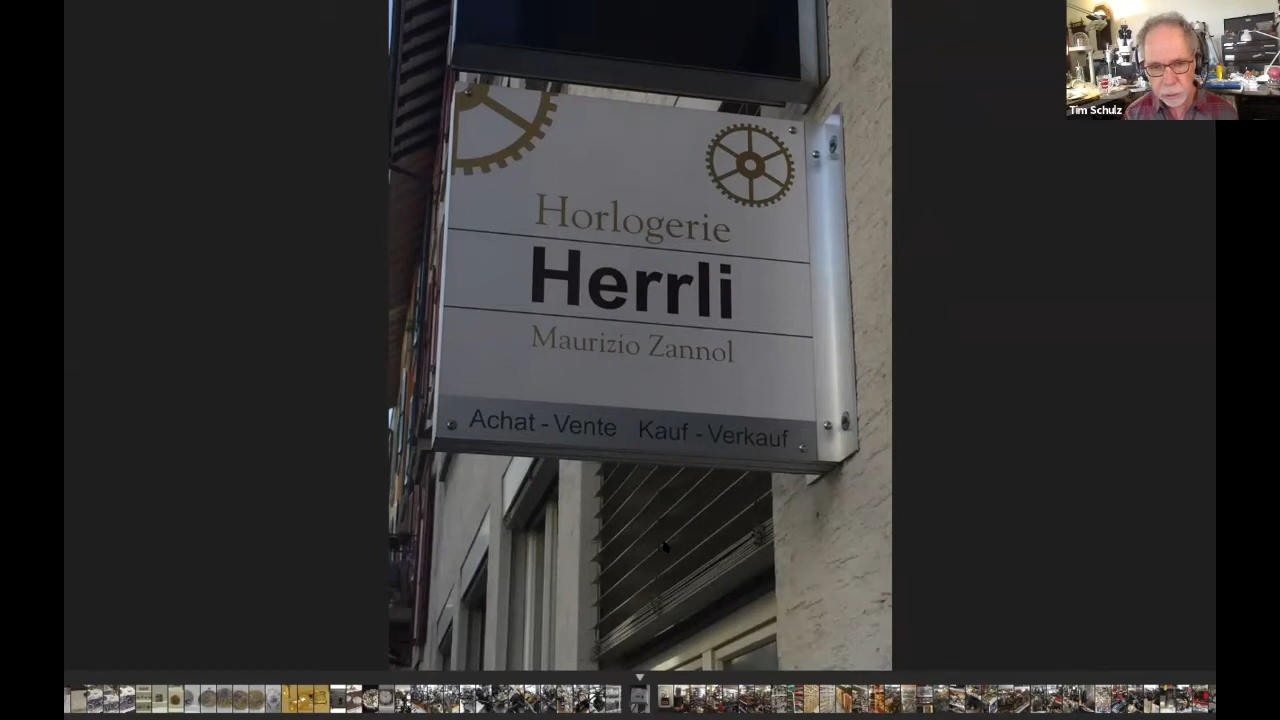 Tim Schulz
Horlogerie
Herrli
Maurizio Zannol
Achat - Vente Kauf - Verkauf